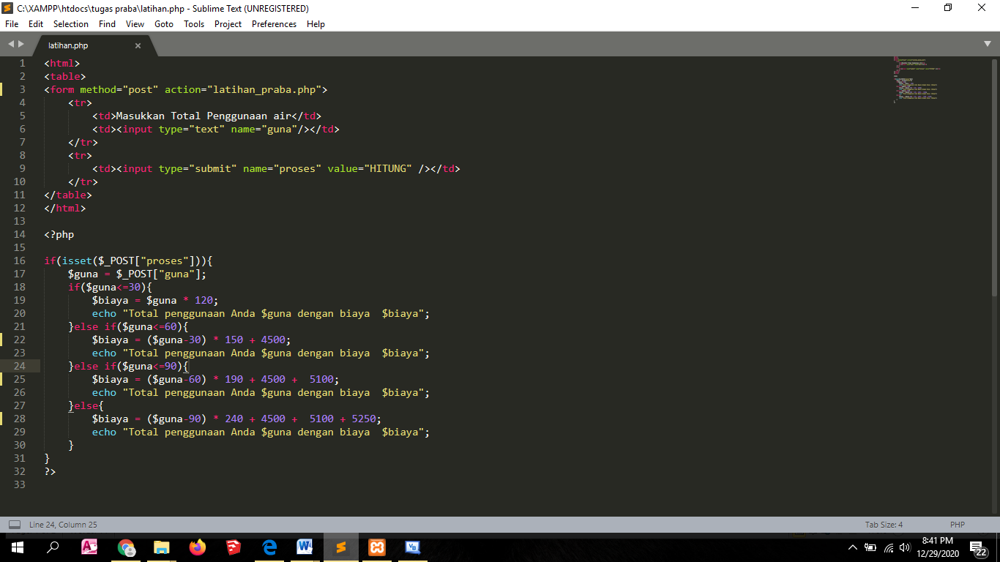 C:\XAMPP\htdocs\tugas praba\latihan.php - Sublime Text (UNREGISTERED)
File Edit Selection Find View Goto Tools Project Preferences Help
latihan.php
1 <html>
2 <table>
3 <form method="post" action="latihan_praba.php">
4 <tr>
5 <td>Masukkan Total Penggunaan air</td>
6 <td><input type="text" name="guna"/></td>
7 </tr>
8 <tr>
9 <td><input type="submit" name="proses" value="HITUNG" /></td>
10 </tr>
11 </table>
12 </html>
13
14 <?php
15
16 if(isset($_POST["proses"])){
17 $guna = $_POST["guna"];
18 if($guna<=30){
19 $biaya = $guna * 120;
20 echo "Total penggunaan Anda $guna dengan biaya  $biaya";
21 }else if($guna<=60){
22 $biaya = ($guna-30) * 150 + 4500;
23 echo "Total penggunaan Anda $guna dengan biaya  $biaya";
24 }else if($guna<=90){
25 $biaya = ($guna-60) * 190 + 4500 +  5100;
26 echo "Total penggunaan Anda $guna dengan biaya  $biaya";
27 }else{
28 $biaya = ($guna-90) * 240 + 4500 +  5100 + 5250;
29 echo "Total penggunaan Anda $guna dengan biaya  $biaya";
30 }
31 }
32 ?>
33
Line 24, Column 25 Tab Size: 4 PHP
8:41 PM
12/29/2020
22